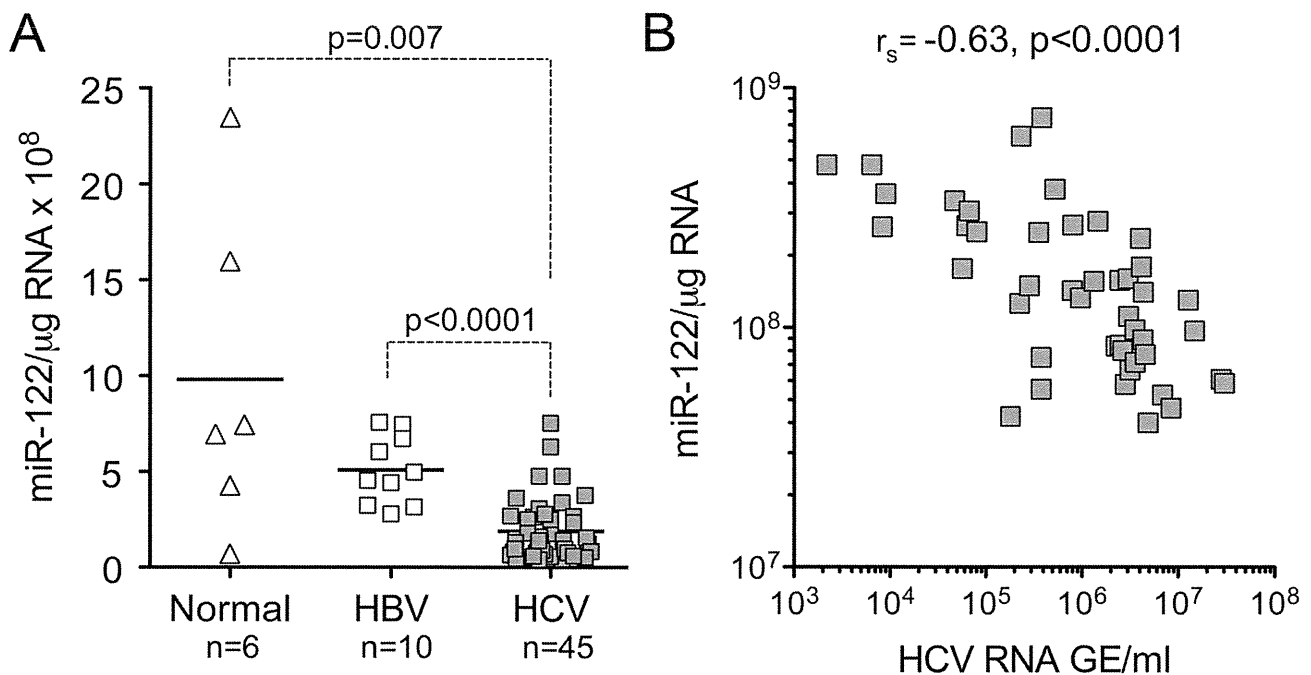 A
p=0.007
25
20
15
10
5
0
miR-122/µg RNA x 10⁸
p<0.0001
Normal
HBV
HCV
n=6
n=10
n=45
B
rₛ= -0.63, p<0.0001
10⁹
10⁸
10⁷
miR-122/µg RNA
10³ 10⁴ 10⁵ 10⁶ 10⁷ 10⁸
HCV RNA GE/ml